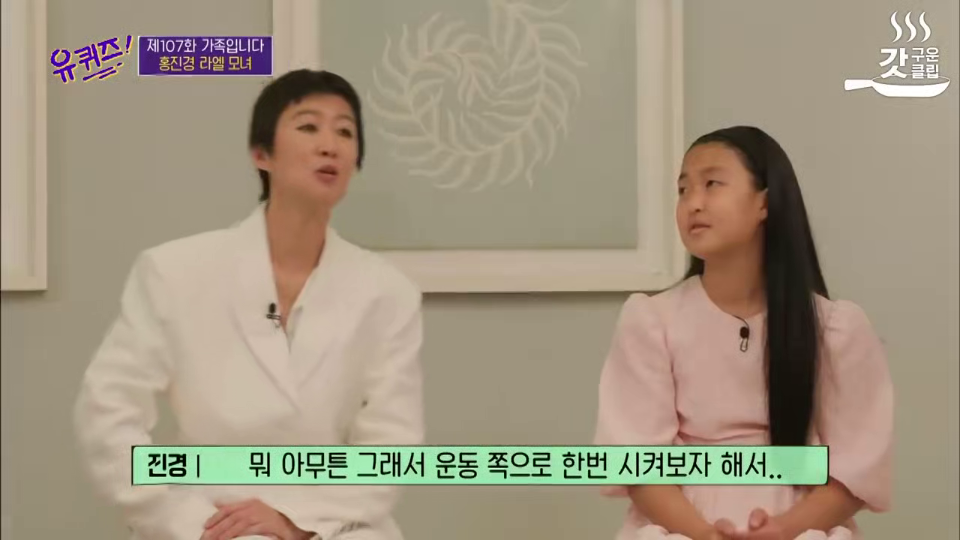 유퀴즈!
제107화 가족입니다
홍진경 라엘 모녀
갓구운클립
진경 | 뭐 아무튼 그래서 운동 쪽으로 한번 시켜보자 해서..